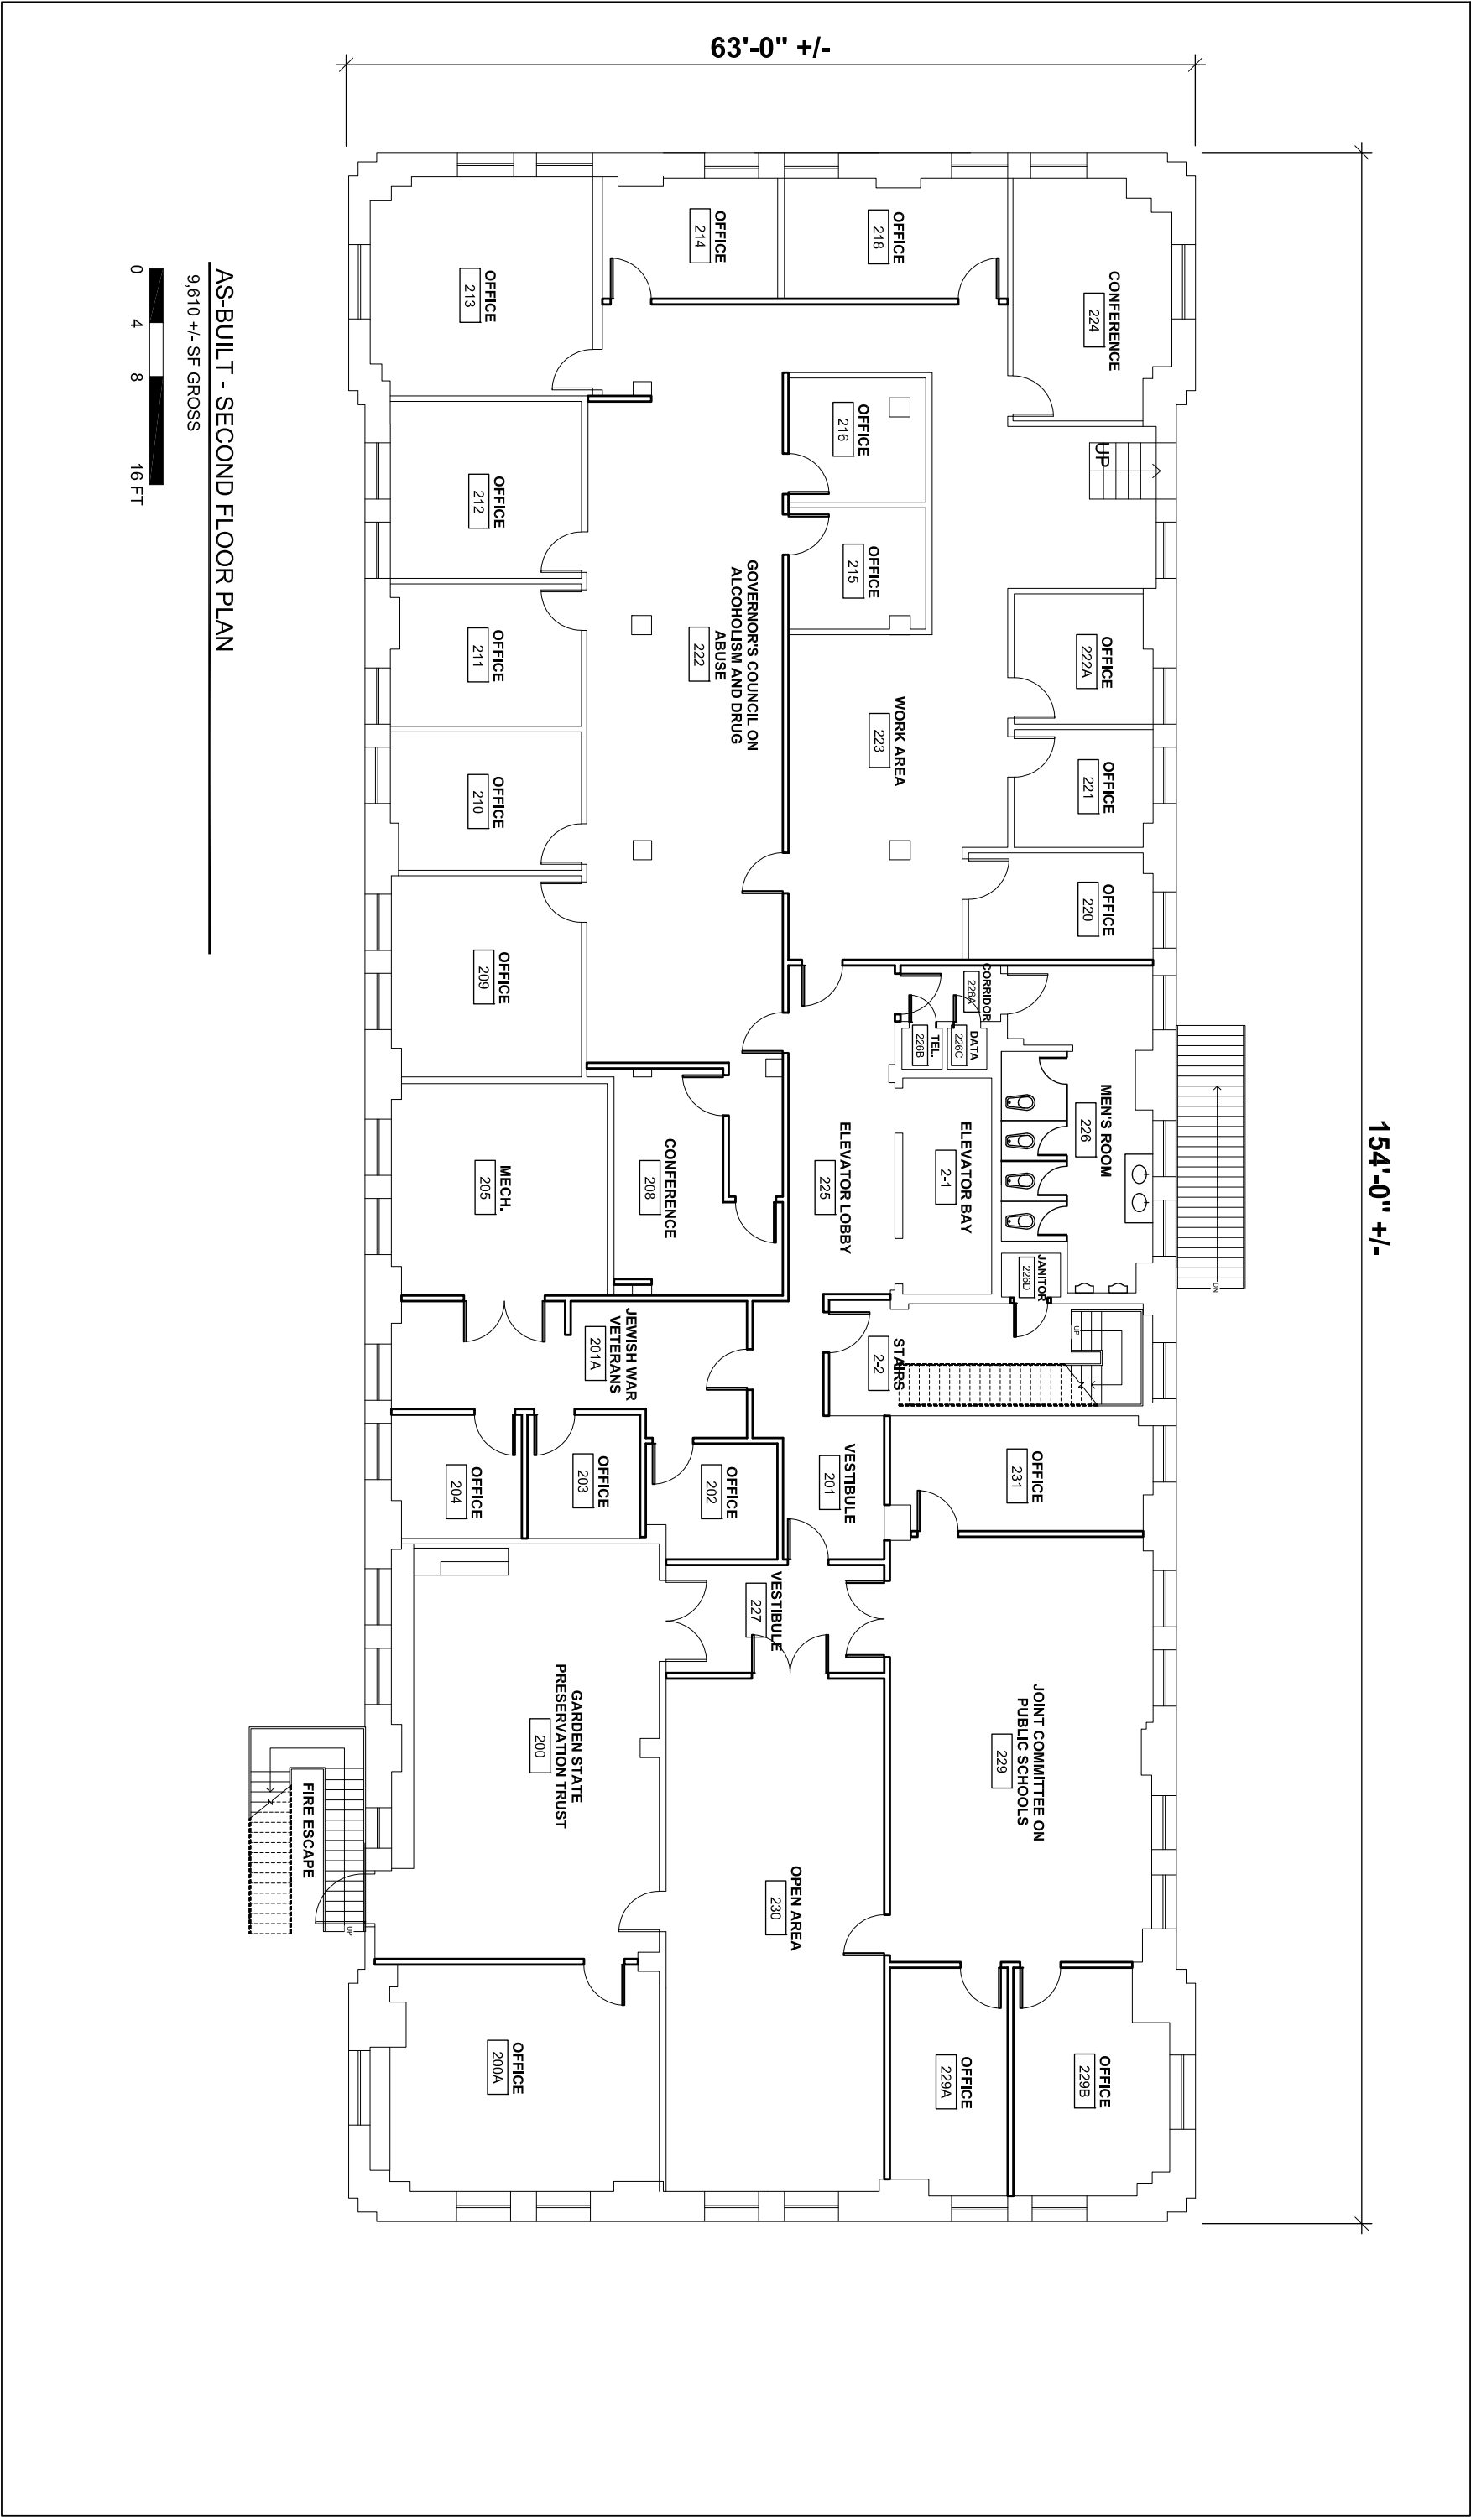 63'-0" +/-
154'-0" +/-
OFFICE
213
OFFICE
214
OFFICE
218
CONFERENCE
224
UP
OFFICE
216
OFFICE
215
OFFICE
212
OFFICE
211
OFFICE
210
OFFICE
209
GOVERNOR'S COUNCIL ON
ALCOHOLISM AND DRUG
ABUSE
222
WORK AREA
223
OFFICE
222A
OFFICE
221
OFFICE
220
CORRIDOR
226A
TEL.
226B
DATA
226C
MEN'S ROOM
226
ELEVATOR BAY
2-1
ELEVATOR LOBBY
225
CONFERENCE
208
MECH.
205
JANITOR
226D
DN
UP
STAIRS
2-2
JEWISH WAR
VETERANS
201A
OFFICE
204
OFFICE
203
OFFICE
202
VESTIBULE
201
OFFICE
231
VESTIBULE
227
GARDEN STATE
PRESERVATION TRUST
200
JOINT COMMITTEE ON
PUBLIC SCHOOLS
229
OPEN AREA
230
FIRE ESCAPE
UP
OFFICE
200A
OFFICE
229A
OFFICE
229B
AS-BUILT - SECOND FLOOR PLAN
9,610 +/- SF GROSS
0 4 8 16 FT